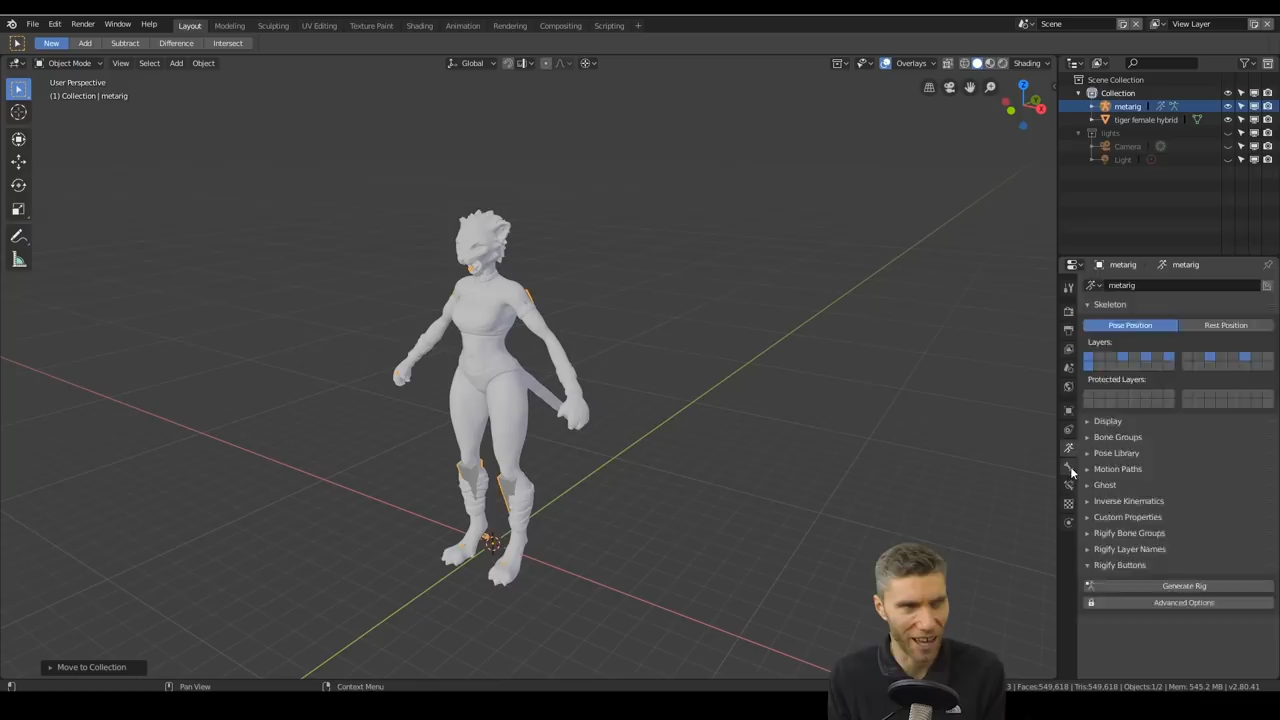 File Edit Render Window Help Layout Modeling Sculpting UV Editing Texture Paint Shading Animation Rendering Compositing Scripting + Scene View Layer
New Add Subtract Difference Intersect
Object Mode View Select Add Object Global Overlays Shading
User Perspective
(1) Collection | metarig
Z
Y
X
Scene Collection
Collection
metarig
tiger female hybrid
lights
Camera
Light
metarig metarig
metarig
Skeleton
Pose Position Rest Position
Layers:
Protected Layers:
Display
Bone Groups
Pose Library
Motion Paths
Ghost
Inverse Kinematics
Custom Properties
Rigify Bone Groups
Rigify Layer Names
Rigify Buttons
Generate Rig
Advanced Options
Move to Collection
Pan View Context Menu 3 | Faces:549,618 | Tris:549,618 | Objects:1/2 | Mem: 545.2 MB | v2.80.41